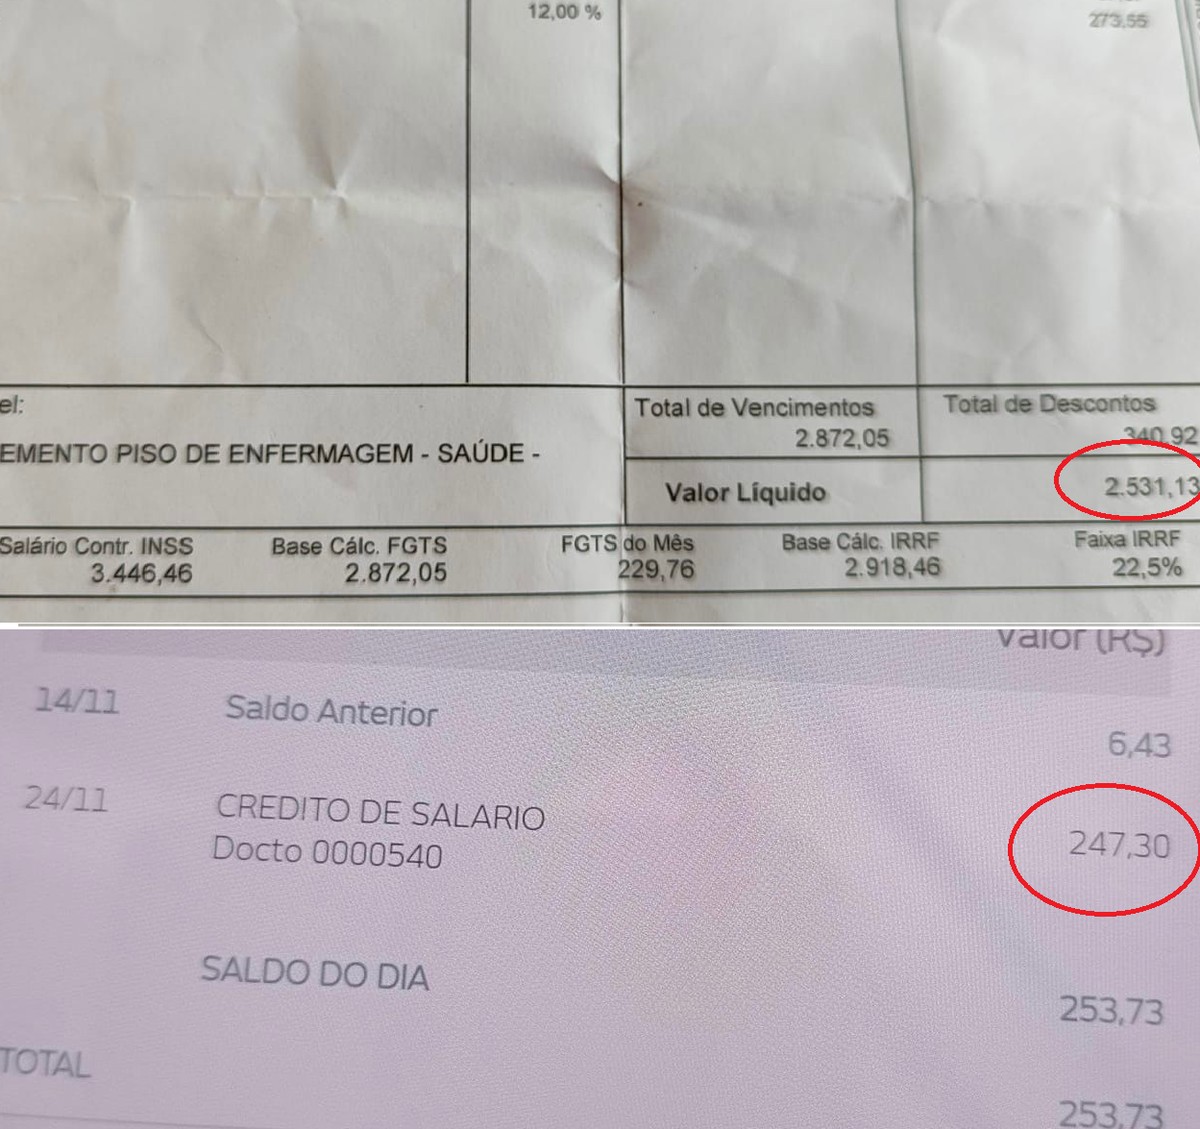 12,00 %
273,55
el:
EMENTO PISO DE ENFERMAGEM - SAÚDE -
Total de Vencimentos
2.872,05
Total de Descontos
340,92
Valor Líquido
2.531,13
Salário Contr. INSS
3.446,46
Base Cálc. FGTS
2.872,05
FGTS do Mês
229,76
Base Cálc. IRRF
2.918,46
Faixa IRRF
22,5%
Valor (R$)
14/11 Saldo Anterior 6,43
24/11 CREDITO DE SALARIO 247,30
Docto 0000540
SALDO DO DIA 253,73
TOTAL 253,73